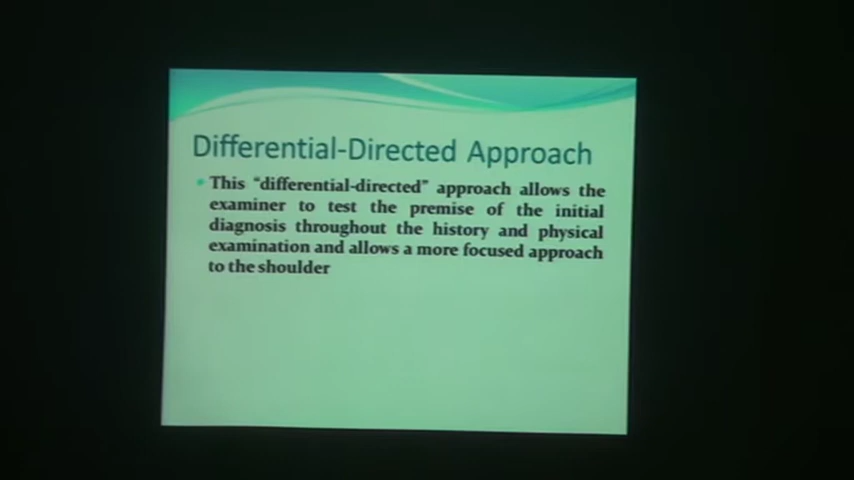 Differential-Directed Approach
This “differential-directed” approach allows the
examiner to test the premise of the initial
diagnosis throughout the history and physical
examination and allows a more focused approach
to the shoulder